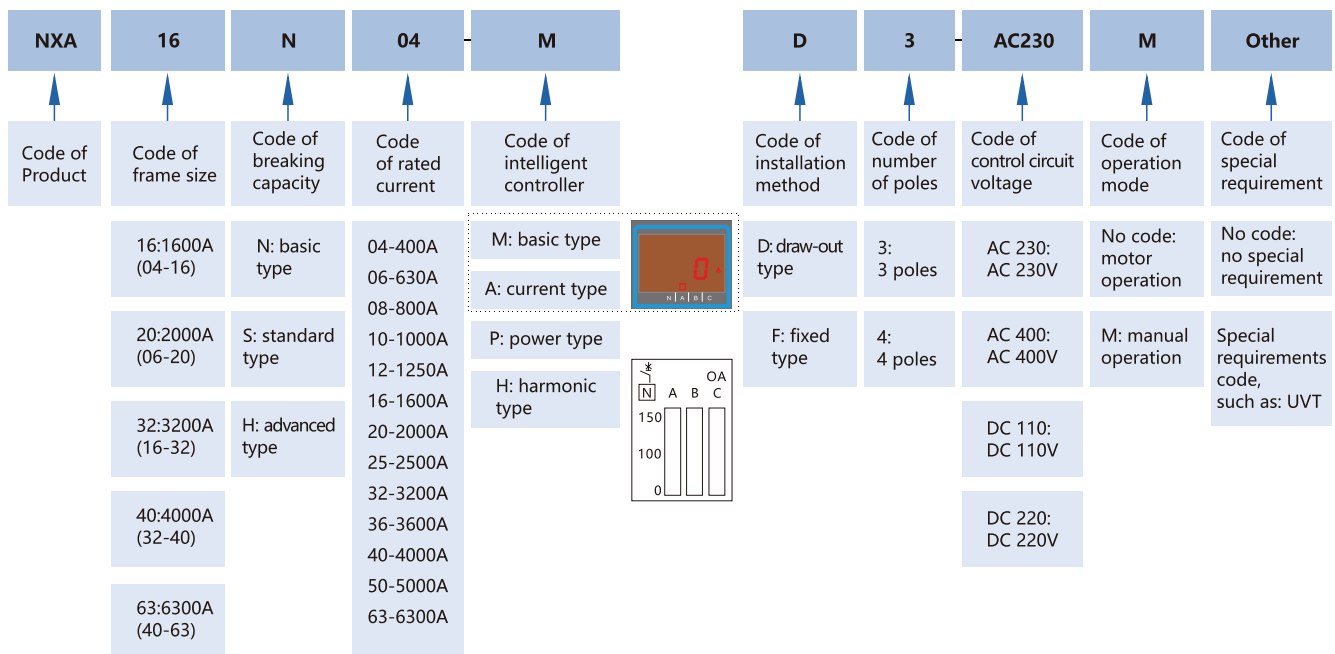 NXA
16
N
04
-
M
D
3
-
AC230
M
Other
Code of
Product
Code of
frame size
Code of
breaking
capacity
Code
of rated
current
Code of
intelligent
controller
Code of
installation
method
Code of
number
of poles
Code of
control circuit
voltage
Code of
operation
mode
Code of
special
requirement
16:1600A
(04-16)
20:2000A
(06-20)
32:3200A
(16-32)
40:4000A
(32-40)
63:6300A
(40-63)
N: basic
type
S: standard
type
H: advanced
type
04-400A
06-630A
08-800A
10-1000A
12-1250A
16-1600A
20-2000A
25-2500A
32-3200A
36-3600A
40-4000A
50-5000A
63-6300A
M: basic type
A: current type
P: power type
H: harmonic
type
0
N A B C
OA
N A B C
150
100
0
D: draw-out
type
F: fixed
type
3:
3 poles
4:
4 poles
AC 230:
AC 230V
AC 400:
AC 400V
DC 110:
DC 110V
DC 220:
DC 220V
No code:
motor
operation
M: manual
operation
No code:
no special
requirement
Special
requirements
code,
such as: UVT